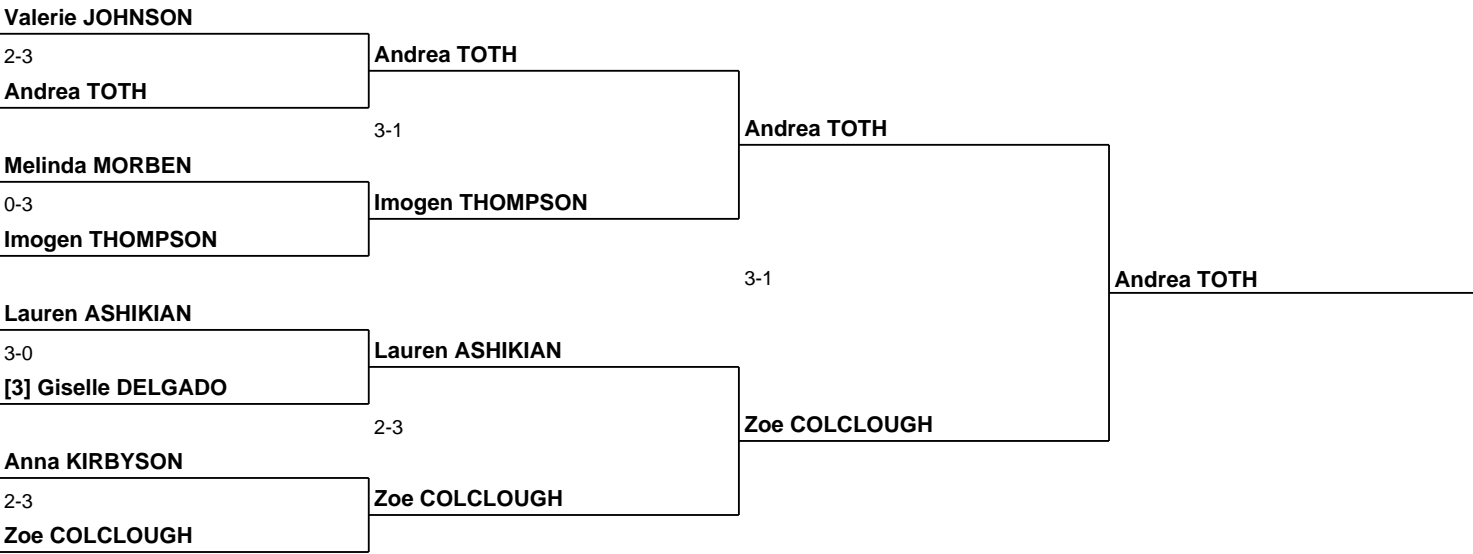 Valerie JOHNSON
2-3
Andrea TOTH
Andrea TOTH
3-1
Andrea TOTH
Melinda MORBEN
0-3
Imogen THOMPSON
Imogen THOMPSON
3-1
Andrea TOTH
Lauren ASHIKIAN
3-0
Lauren ASHIKIAN
[3] Giselle DELGADO
2-3
Zoe COLCLOUGH
Anna KIRBYSON
2-3
Zoe COLCLOUGH
Zoe COLCLOUGH